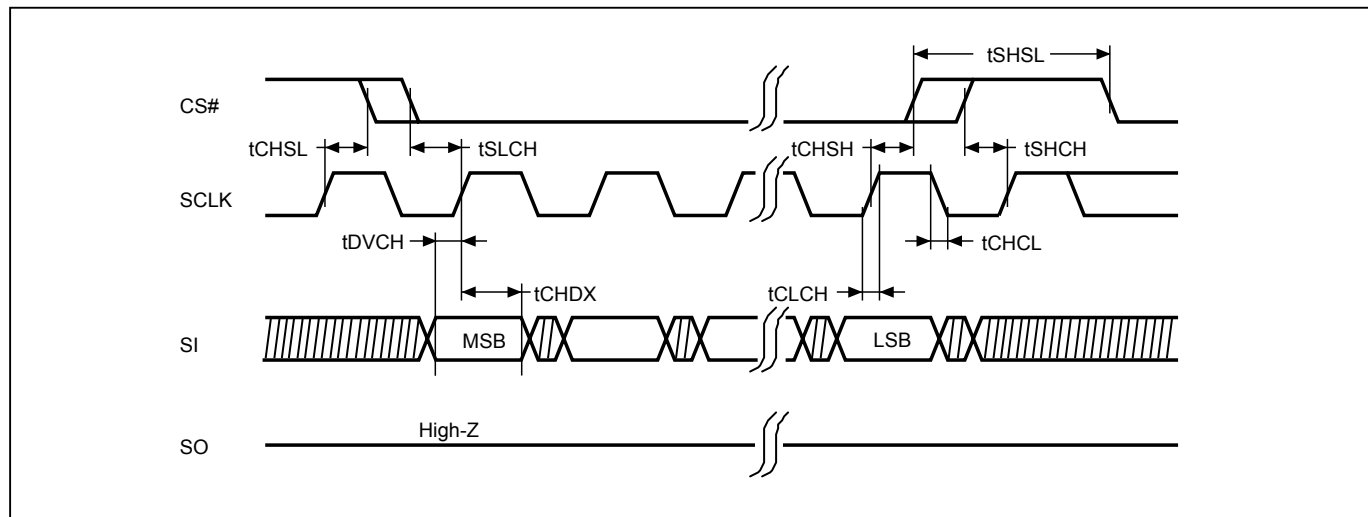 tSHSL
CS#
tCHSL
tSLCH
tCHSH
tSHCH
SCLK
tDVCH
tCHCL
tCHDX
tCLCH
SI
MSB
LSB
High-Z
SO